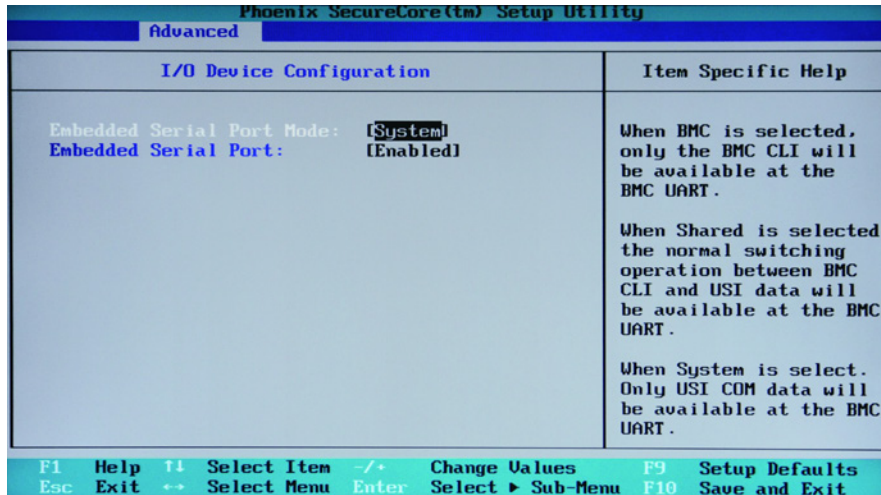 Phoenix SecureCore(tm) Setup Utility
Advanced
I/O Device Configuration
Item Specific Help
Embedded Serial Port Mode: [System]
Embedded Serial Port: [Enabled]
When BMC is selected,
only the BMC CLI will
be available at the
BMC UART.
When Shared is selected
the normal switching
operation between BMC
CLI and USI data will
be available at the BMC
UART.
When System is select.
Only USI COM data will
be available at the BMC
UART.
F1 Help ↑↓ Select Item -/+ Change Values F9 Setup Defaults
Esc Exit ↔ Select Menu Enter Select ▶ Sub-Menu F10 Save and Exit